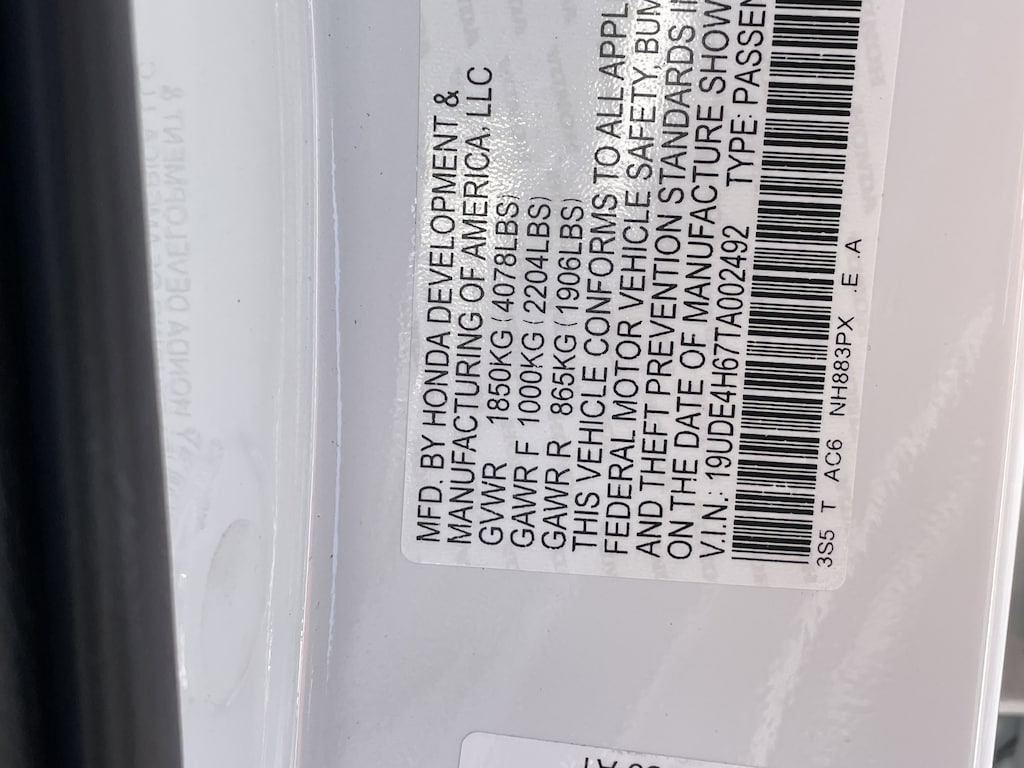 MFD. BY HONDA DEVELOPMENT &
MANUFACTURING OF AMERICA, LLC
GVWR 1850KG (4078LBS)
GAWR F 1000KG (2204LBS)
GAWR R 865KG (1906LBS)
THIS VEHICLE CONFORMS TO ALL APPL
FEDERAL MOTOR VEHICLE SAFETY, BUM
AND THEFT PREVENTION STANDARDS I
ON THE DATE OF MANUFACTURE SHOW
V.I.N.: 19UDE4H67TA002492 TYPE: PASSEN
3S5 T AC6 NH883PX .E .A